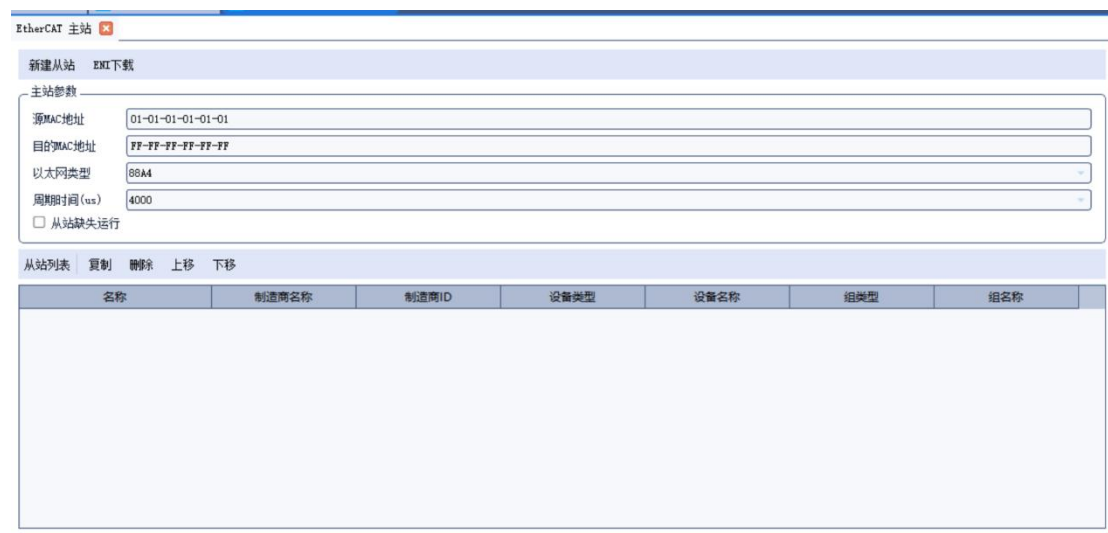 EtherCAT 主站
新建从站 ENI下载
主站参数
源MAC地址 01-01-01-01-01-01
目的MAC地址 FF-FF-FF-FF-FF-FF
以太网类型 88A4
周期时间(us) 4000
从站缺失运行
从站列表 复制 删除 上移 下移
名称 制造商名称 制造商ID 设备类型 设备名称 组类型 组名称